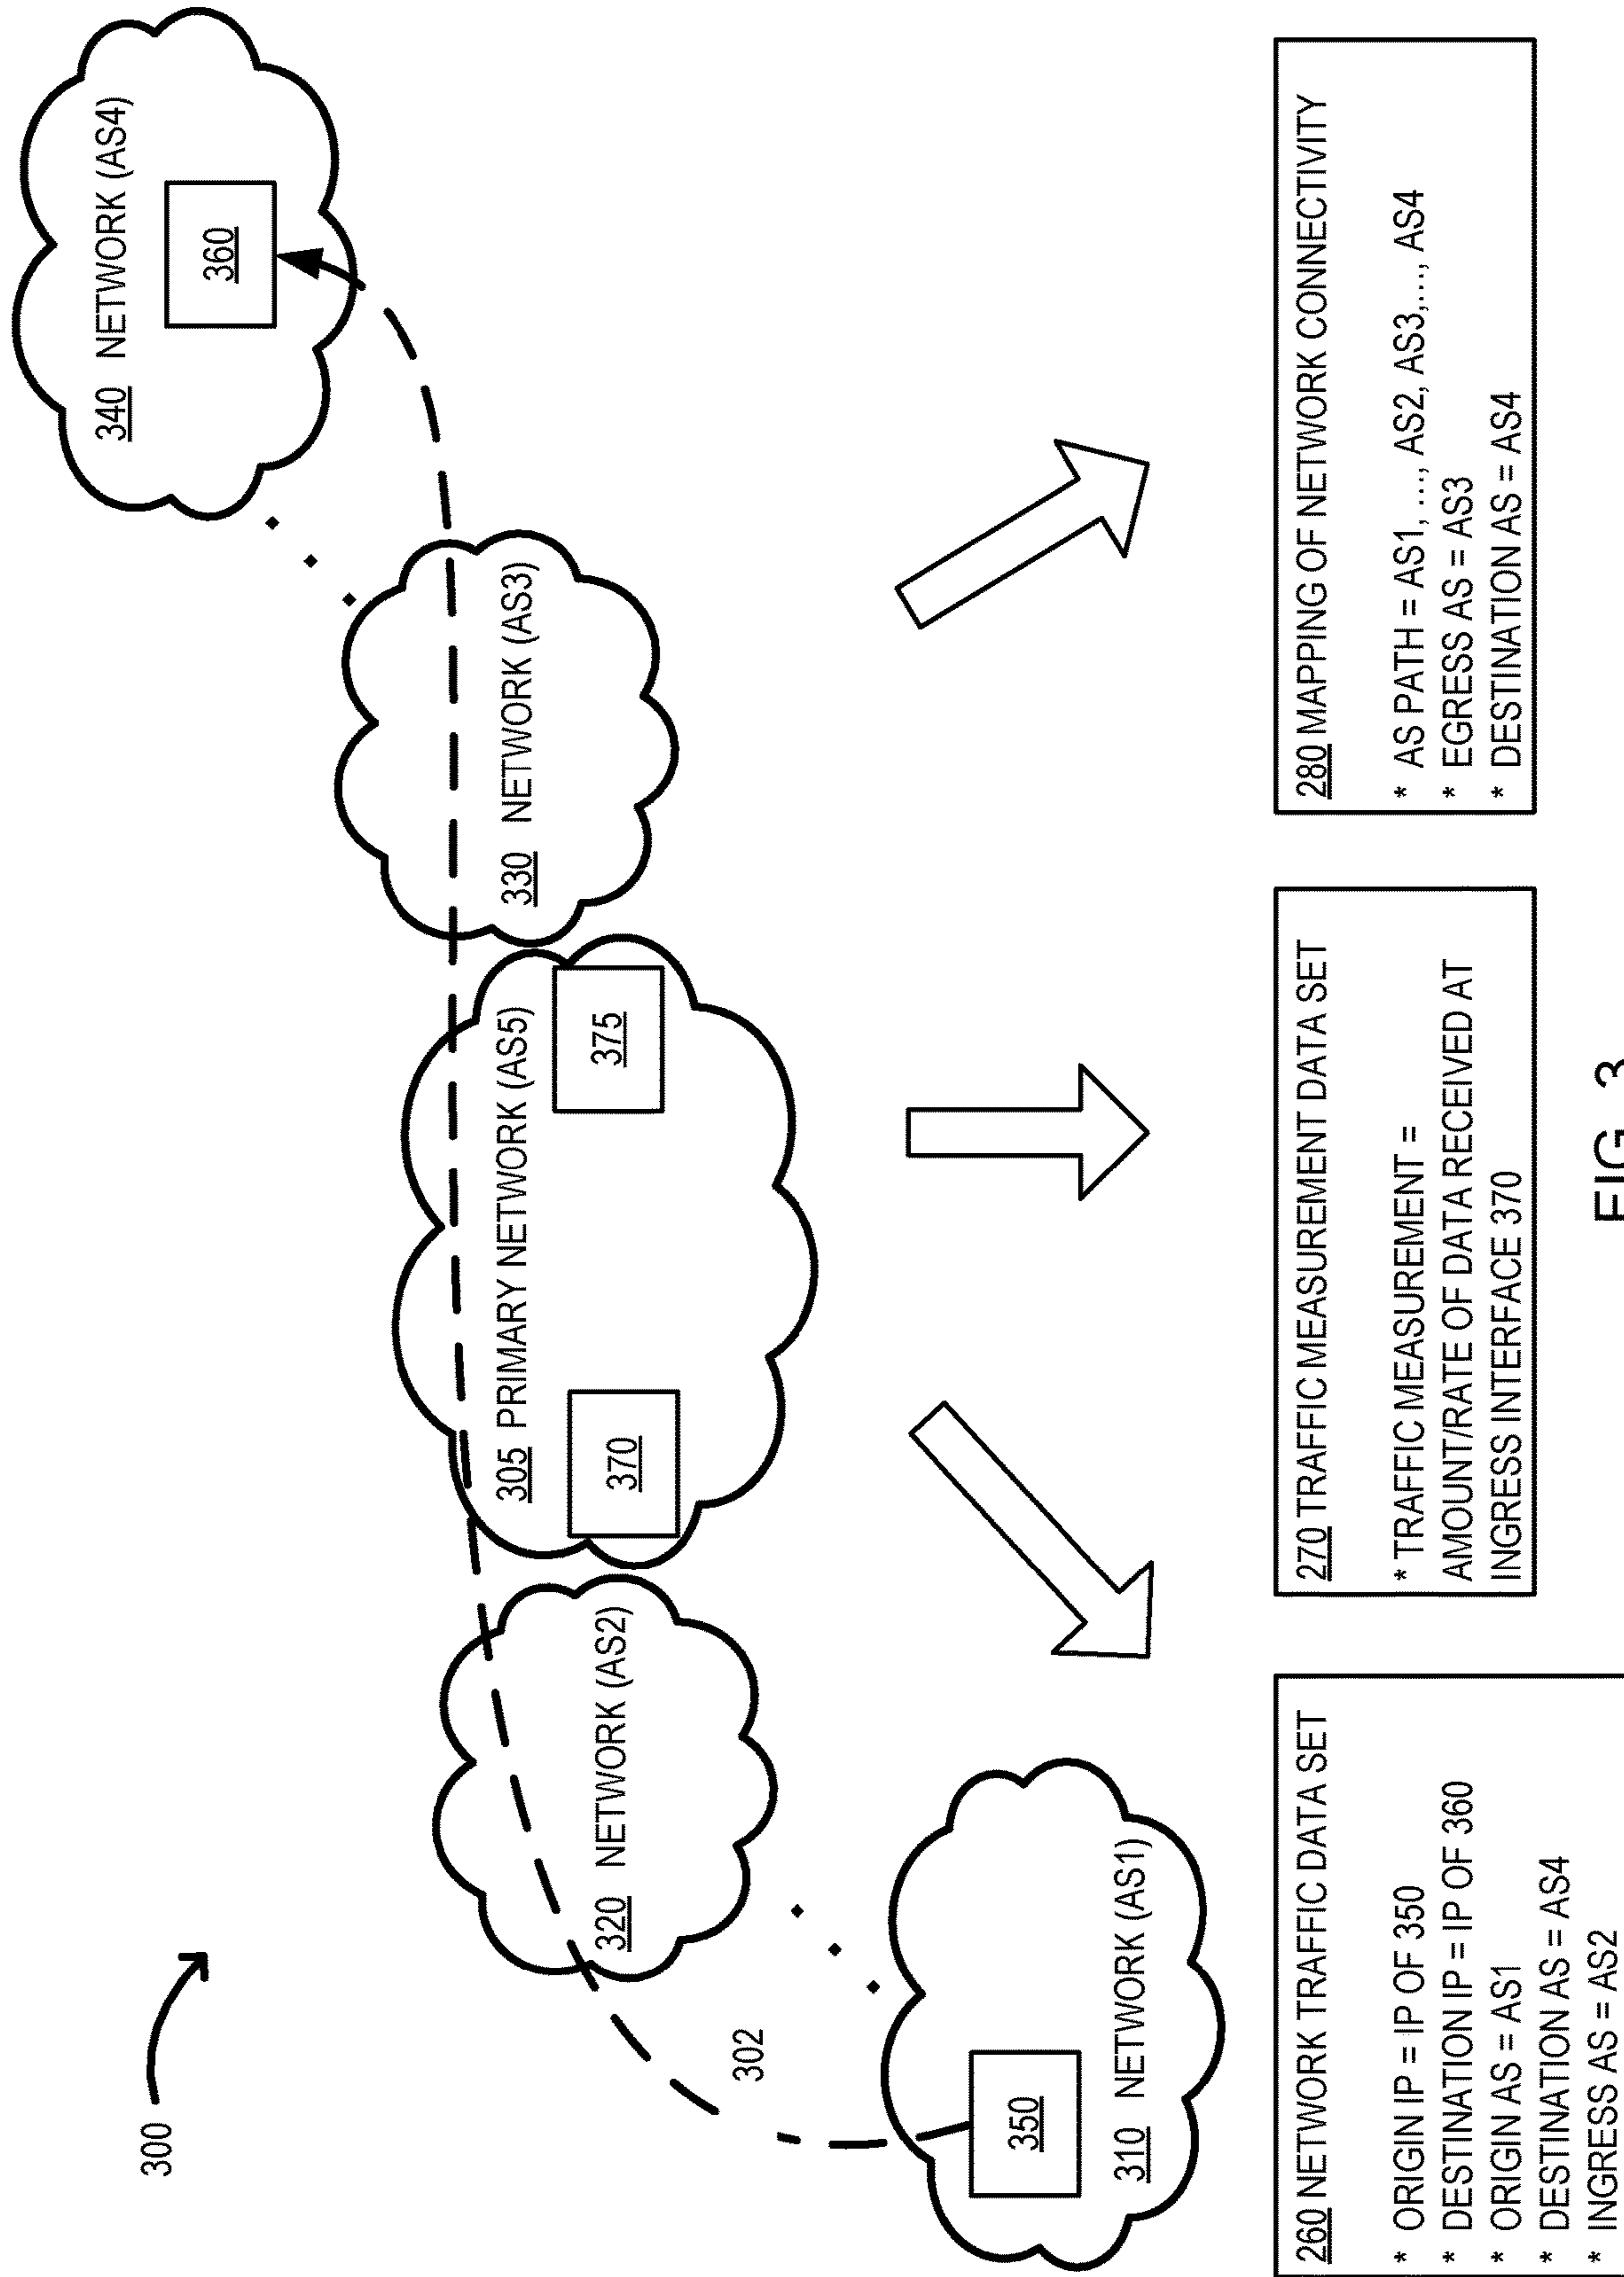 300
302
340 NETWORK (AS4)
360
330 NETWORK (AS3)
305 PRIMARY NETWORK (AS5)
370
375
320 NETWORK (AS2)
350
310 NETWORK (AS1)
260 NETWORK TRAFFIC DATA SET
* ORIGIN IP = IP OF 350
* DESTINATION IP = IP OF 360
* ORIGIN AS = AS1
* DESTINATION AS = AS4
* INGRESS AS = AS2
270 TRAFFIC MEASUREMENT DATA SET
* TRAFFIC MEASUREMENT =
AMOUNT/RATE OF DATA RECEIVED AT
INGRESS INTERFACE 370
280 MAPPING OF NETWORK CONNECTIVITY
* AS PATH = AS1, ..., AS2, AS3,..., AS4
* EGRESS AS = AS3
* DESTINATION AS = AS4
FIG. 3